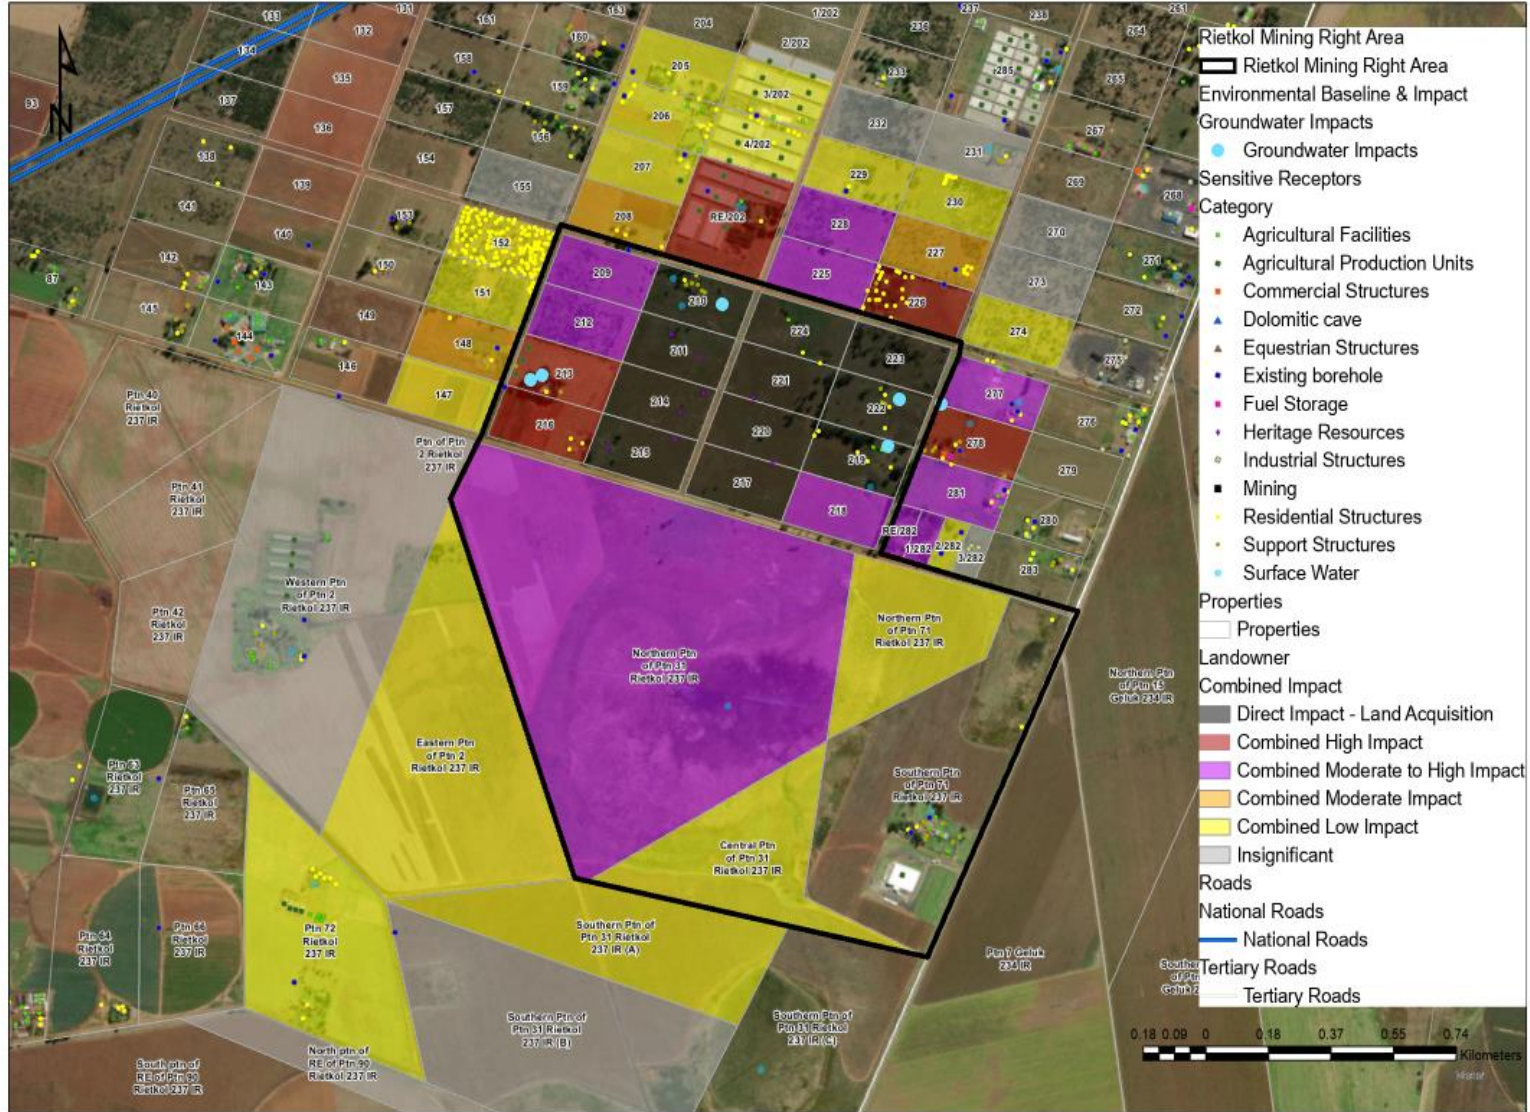 133
131
132
161
163
204
1/202
236
237
238
261
134
160
2/202
264
158
205
135
159
233
285
265
93
137
3/202
157
206
136
232
267
N
156
138
154
4/202
231
207
155
229
139
269
268
141
230
RE/202
153
208
228
140
152
270
142
227
271
87
143
150
209
225
273
151
145
210
226
272
149
212
224
274
144
148
211
223
275
146
213
221
147
214
222
277
276
216
220
278
215
219
279
217
281
218
280
RE/282
1/282
2/282
3/282
283
Ptn 40
Rietkol
237 IR
Ptn of Ptn
2 Rietkol
237 IR
Ptn 41
Rietkol
237 IR
Western Ptn
of Ptn 2
Rietkol 237 IR
Ptn 42
Rietkol
237 IR
Northern Ptn
of Ptn 71
Rietkol 237 IR
Northern Ptn
of Ptn 31
Rietkol 237 IR
Northern Ptn
of Ptn 15
Geluk 234 IR
Eastern Ptn
of Ptn 2
Rietkol 237 IR
Ptn 63
Rietkol
237 IR
Ptn 65
Rietkol
237 IR
Southern Ptn
of Ptn 71
Rietkol 237 IR
Central Ptn
of Ptn 31
Rietkol 237 IR
Ptn 64
Rietkol
237 IR
Ptn 66
Rietkol
237 IR
Ptn 72
Rietkol
237 IR
Southern Ptn of
Ptn 31 Rietkol
237 IR (A)
Ptn 7 Geluk
234 IR
Southern Ptn of
Ptn 31 Rietkol
237 IR (B)
Southern Ptn of
Ptn 31 Rietkol
237 IR (C)
South ptn of
RE of Ptn 90
Rietkol 237 IR
North ptn of
RE of Ptn 90
Rietkol 237 IR
Rietkol Mining Right Area
Rietkol Mining Right Area
Environmental Baseline & Impact
Groundwater Impacts
Groundwater Impacts
Sensitive Receptors
Category
Agricultural Facilities
Agricultural Production Units
Commercial Structures
Dolomitic cave
Equestrian Structures
Existing borehole
Fuel Storage
Heritage Resources
Industrial Structures
Mining
Residential Structures
Support Structures
Surface Water
Properties
Properties
Landowner
Combined Impact
Direct Impact - Land Acquisition
Combined High Impact
Combined Moderate to High Impact
Combined Moderate Impact
Combined Low Impact
Insignificant
Roads
National Roads
National Roads
Tertiary Roads
Tertiary Roads
0.18 0.09 0 0.18 0.37 0.55 0.74
Kilometers